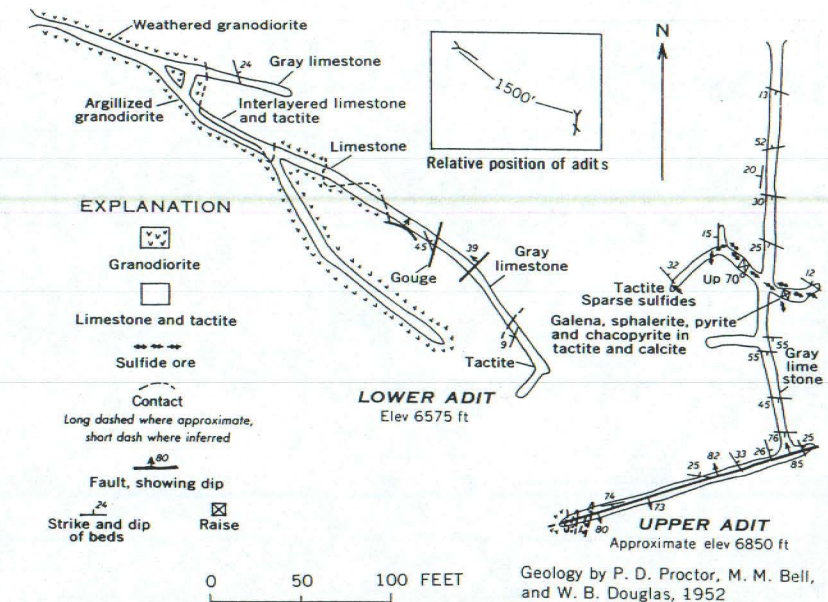 Weathered granodiorite
24
Gray limestone
Argillized
granodiorite
Interlayered limestone
and tactite
Limestone
45
Gouge
39
Gray
limestone
9
Tactite
LOWER ADIT
Elev 6575 ft
1500'
Relative position of adits
N
13
52
20
30
25
15
32
Up 70°
12
Tactite
Sparse sulfides
Galena, sphalerite, pyrite
and chacopyrite in
tactite and calcite
55
55
Gray
lime
stone
45
76
25
26
85
82
33
25
74
73
80
UPPER ADIT
Approximate elev 6850 ft
EXPLANATION
Granodiorite
Limestone and tactite
Sulfide ore
Contact
Long dashed where approximate,
short dash where inferred
80
Fault, showing dip
24
Strike and dip
of beds
Raise
0 50 100 FEET
Geology by P. D. Proctor, M. M. Bell,
and W. B. Douglas, 1952